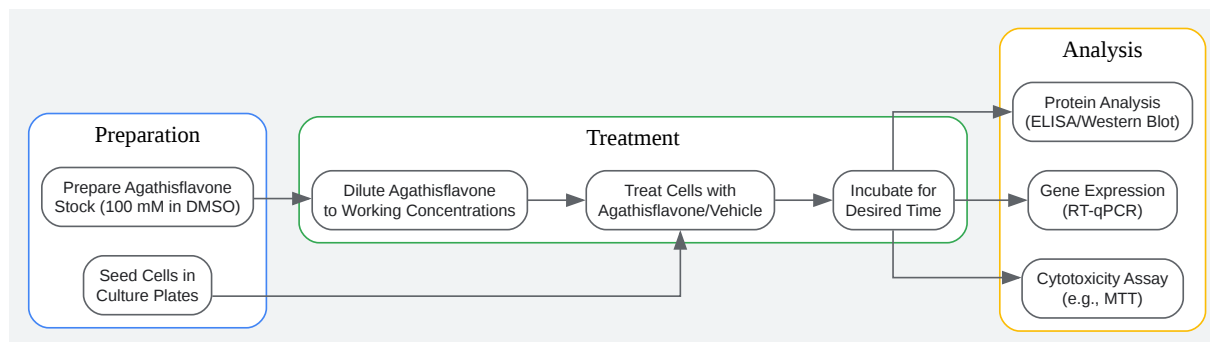 Preparation
Prepare Agathisflavone
Stock (100 mM in DMSO)
Seed Cells in
Culture Plates
Treatment
Dilute Agathisflavone
to Working Concentrations
Treat Cells with
Agathisflavone/Vehicle
Incubate for
Desired Time
Analysis
Protein Analysis
(ELISA/Western Blot)
Gene Expression
(RT-qPCR)
Cytotoxicity Assay
(e.g., MTT)